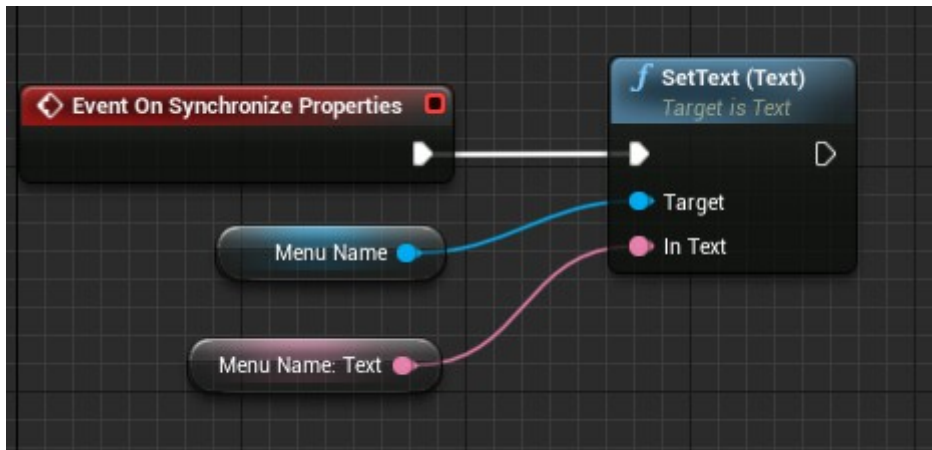 Event On Synchronize Properties
f SetText (Text)
Target is Text
Target
Menu Name
In Text
Menu Name: Text